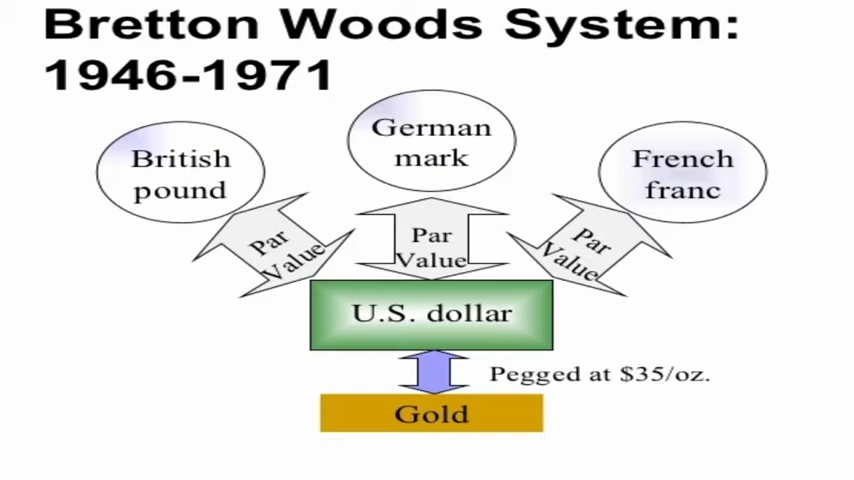 Bretton Woods System:
1946-1971
British
pound
German
mark
French
franc
Par
Value
Par
Value
Par
Value
U.S. dollar
Pegged at $35/oz.
Gold